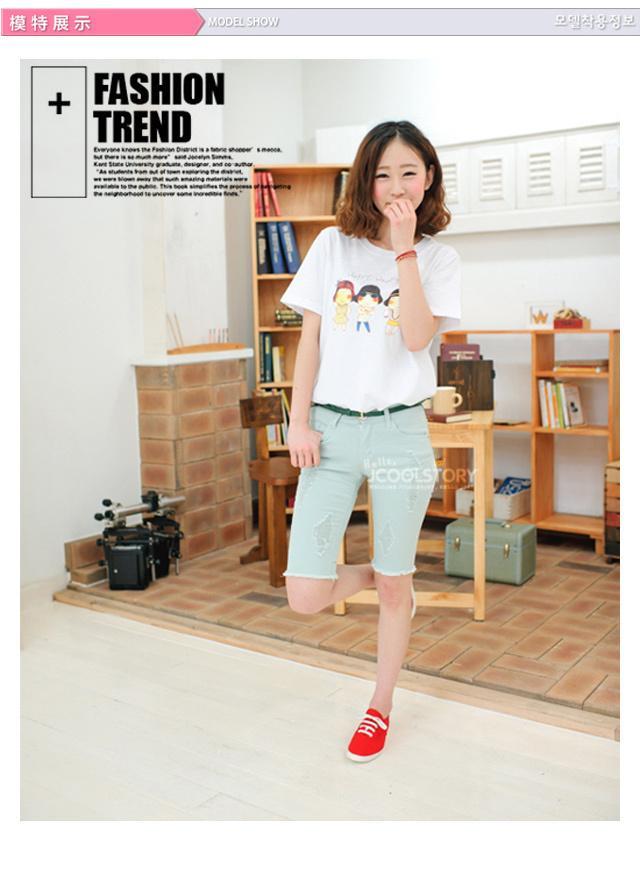 模特展示
MODEL SHOW
모델착용정보
+
FASHION
TREND
Everyone knows the Fashion District is a fabric shopper's mecca,
but there is so much more" said Jocelyn Simms,
Kent State University graduate, designer, and co-author.
"As students from out of town exploring the district,
we were blown away that such amazing materials were
available to the public. This book simplifies the process of navigating
the neighborhood to uncover some incredible finds."
Hello,
JCOOLSTORY